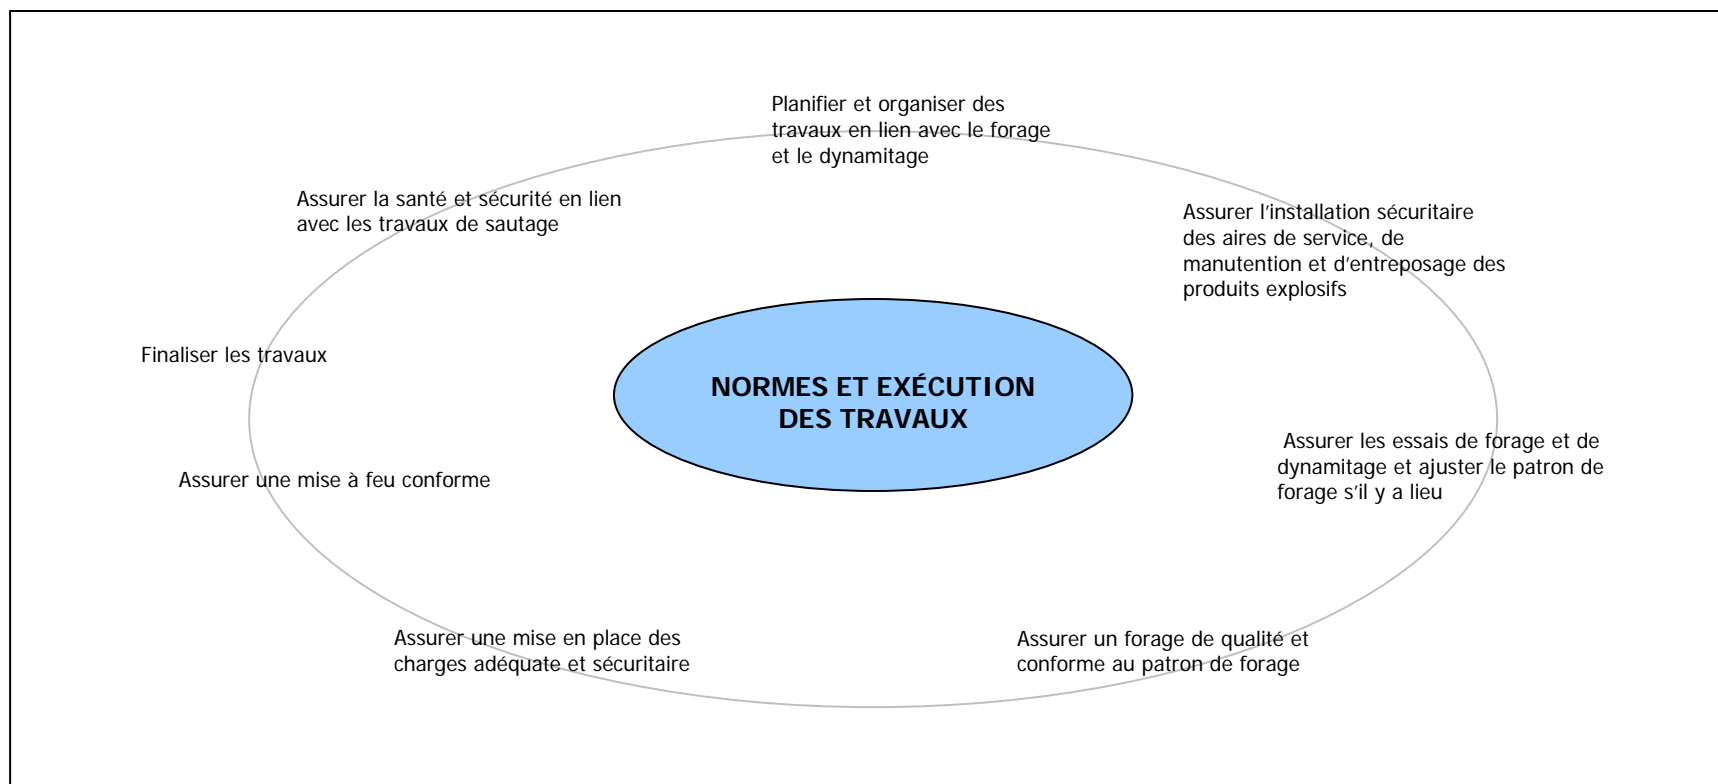 Planifier et organiser des
travaux en lien avec le forage
et le dynamitage
Assurer la santé et sécurité en lien
avec les travaux de sautage
Assurer l'installation sécuritaire
des aires de service, de
manutention et d'entreposage des
produits explosifs
Finaliser les travaux
NORMES ET EXÉCUTION
DES TRAVAUX
Assurer les essais de forage et de
dynamitage et ajuster le patron de
forage s'il y a lieu
Assurer une mise à feu conforme
Assurer une mise en place des
charges adéquate et sécuritaire
Assurer un forage de qualité et
conforme au patron de forage